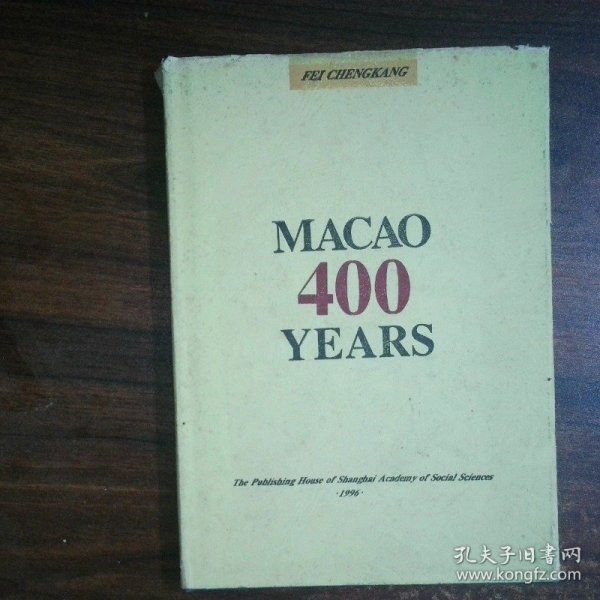 FEI CHENGKANG
MACAO
400
YEARS
The Publishing House of Shanghai Academy of Social Sciences
·1996·
孔夫子旧書网
www.kongfz.com